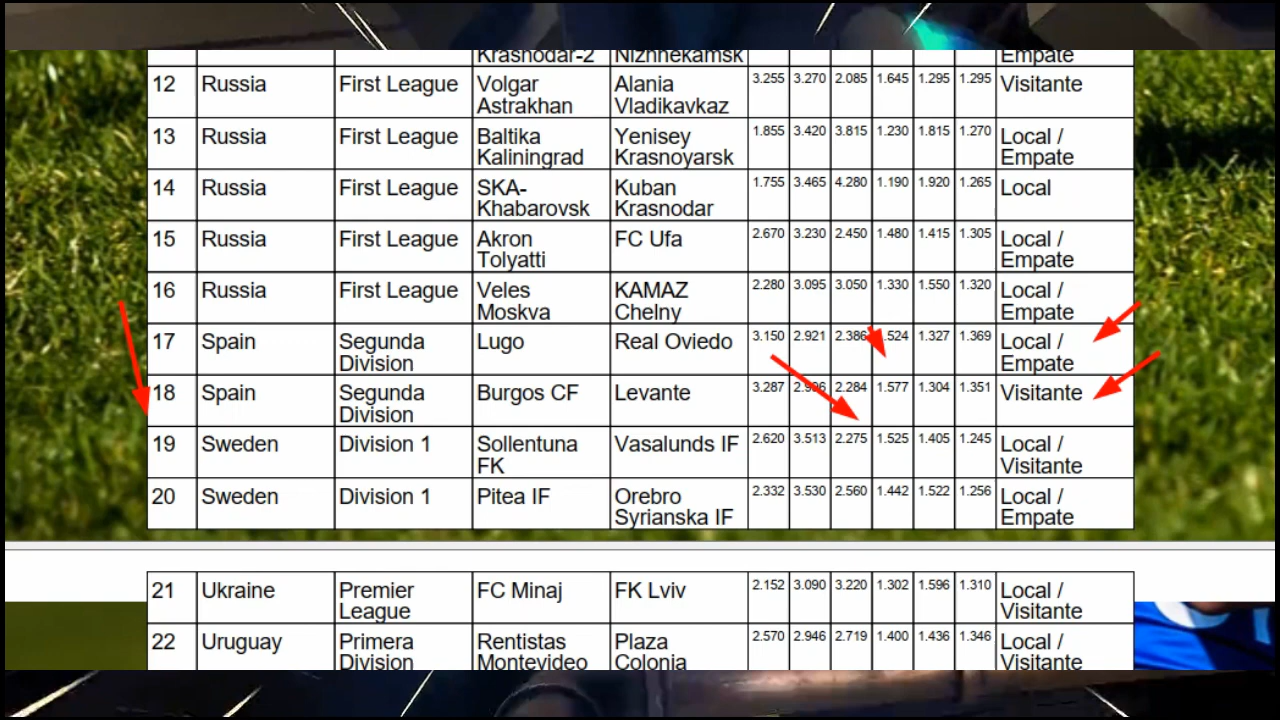 Krasnodar-2 Nizhnekamsk Empate
12 Russia First League Volgar Alania 3.255 3.270 2.085 1.645 1.295 1.295 Visitante
Astrakhan Vladikavkaz
13 Russia First League Baltika Yenisey 1.855 3.420 3.815 1.230 1.815 1.270 Local /
Kaliningrad Krasnoyarsk Empate
14 Russia First League SKA- Kuban 1.755 3.465 4.280 1.190 1.920 1.265 Local
Khabarovsk Krasnodar
15 Russia First League Akron FC Ufa 2.670 3.230 2.450 1.480 1.415 1.305 Local /
Tolyatti Empate
16 Russia First League Veles KAMAZ 2.280 3.095 3.050 1.330 1.550 1.320 Local /
Moskva Chelny Empate
17 Spain Segunda Lugo Real Oviedo 3.150 2.921 2.386 .524 1.327 1.369 Local /
Division Empate
18 Spain Segunda Burgos CF Levante 3.287 2.284 1.577 1.304 1.351 Visitante
Division
19 Sweden Division 1 Sollentuna Vasalunds IF 2.620 3.513 2.275 1.525 1.405 1.245 Local /
FK Visitante
20 Sweden Division 1 Pitea IF Orebro 2.332 3.530 2.560 1.442 1.522 1.256 Local /
Syrianska IF Empate
21 Ukraine Premier FC Minaj FK Lviv 2.152 3.090 3.220 1.302 1.596 1.310 Local /
League Visitante
22 Uruguay Primera Rentistas Plaza 2.570 2.946 2.719 1.400 1.436 1.346 Local /
Division Montevideo Colonia Visitante